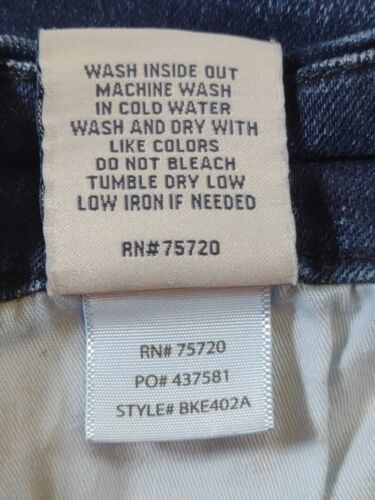 WASH INSIDE OUT
MACHINE WASH
IN COLD WATER
WASH AND DRY WITH
LIKE COLORS
DO NOT BLEACH
TUMBLE DRY LOW
LOW IRON IF NEEDED
RN#75720
RN# 75720
PO# 437581
STYLE# BKE402A